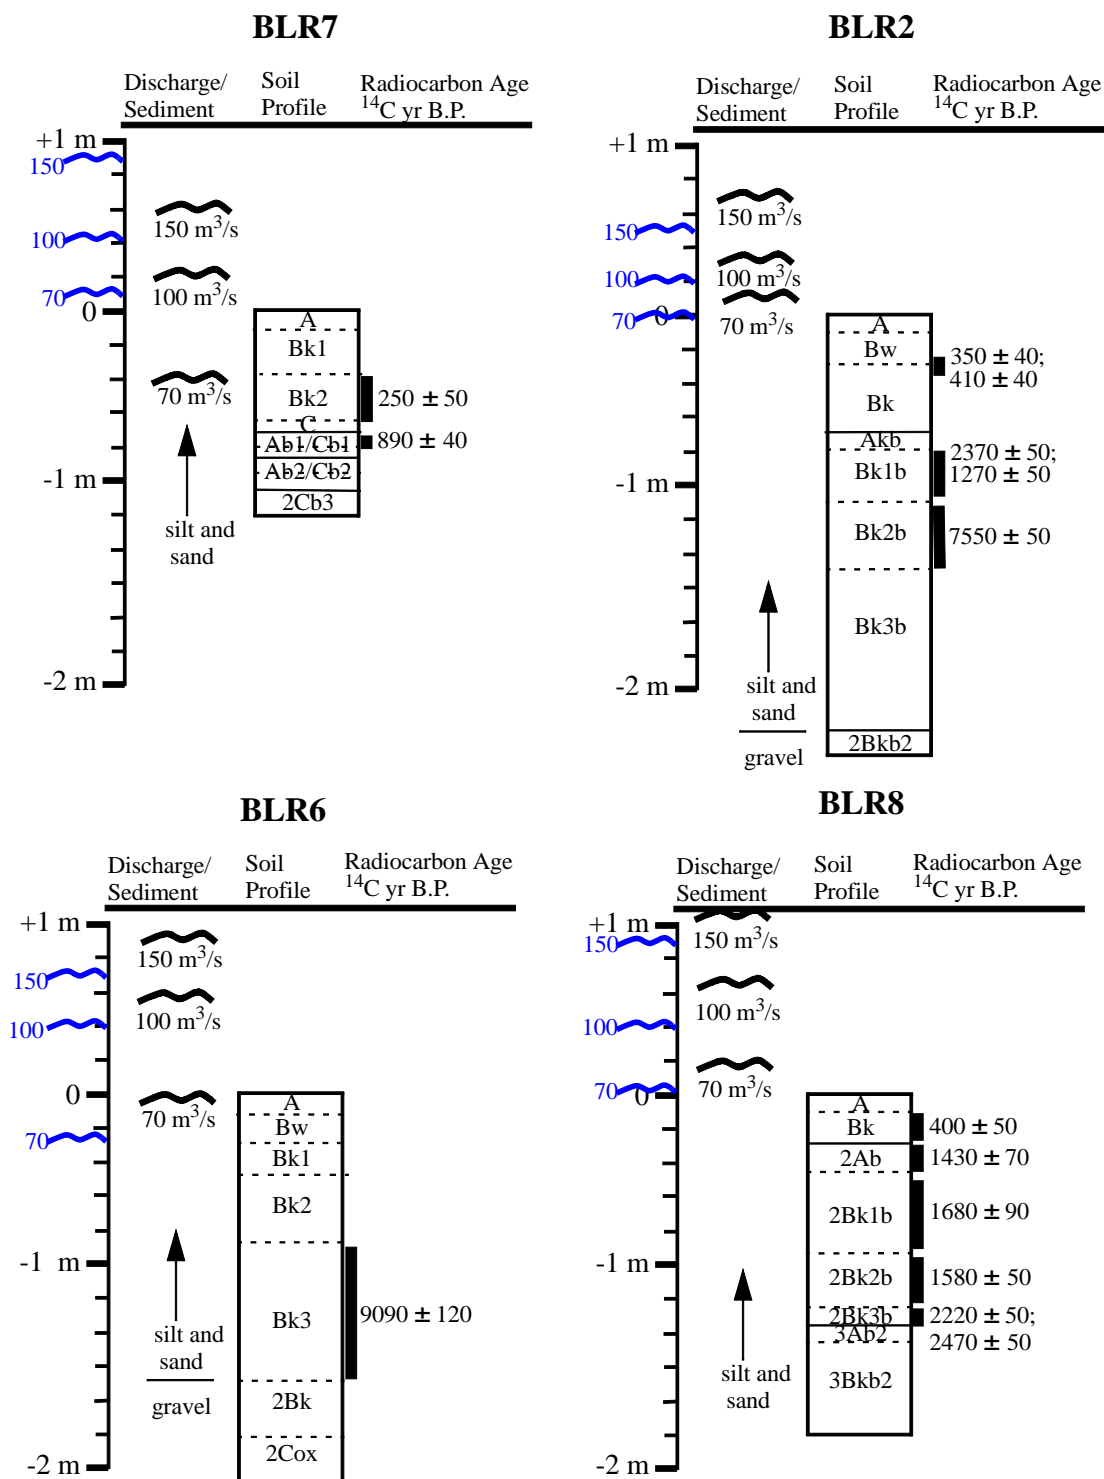 BLR7
Discharge/ Sediment
Soil Profile
Radiocarbon Age
¹⁴C yr B.P.
+1 m
150
150 m³/s
100
100 m³/s
70
0
A
Bk1
70 m³/s
Bk2
250 ± 50
C
Ab1/Cb1
890 ± 40
Ab2/Cb2
-1 m
2Cb3
silt and
sand
-2 m
BLR2
Discharge/ Sediment
Soil Profile
Radiocarbon Age
¹⁴C yr B.P.
+1 m
150 m³/s
150
100 m³/s
100
70 m³/s
70
0
A
Bw
350 ± 40;
410 ± 40
Bk
Akb
2370 ± 50;
1270 ± 50
Bk1b
-1 m
Bk2b
7550 ± 50
Bk3b
silt and
sand
-2 m
gravel
2Bkb2
BLR6
Discharge/ Sediment
Soil Profile
Radiocarbon Age
¹⁴C yr B.P.
+1 m
150 m³/s
150
100 m³/s
100
0
70 m³/s
A
Bw
70
Bk1
Bk2
-1 m
Bk3
9090 ± 120
silt and
sand
gravel
2Bk
2Cox
-2 m
BLR8
Discharge/ Sediment
Soil Profile
Radiocarbon Age
¹⁴C yr B.P.
+1 m
150 m³/s
150
100 m³/s
100
70 m³/s
70
0
A
Bk
400 ± 50
2Ab
1430 ± 70
2Bk1b
1680 ± 90
-1 m
2Bk2b
1580 ± 50
2Bk3b
2220 ± 50;
3Ab2
2470 ± 50
silt and
sand
3Bkb2
-2 m